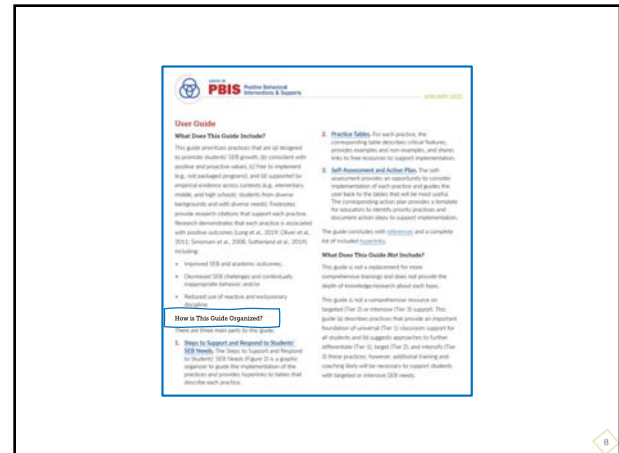 CENTER ON
PBIS Positive Behavioral
Interventions & Supports
JANUARY 2022
User Guide
What Does This Guide Include?
This guide prioritizes practices that are (a) designed
to promote students' SEB growth; (b) consistent with
positive and proactive values; (c) free to implement
(e.g., not packaged programs); and (d) supported by
empirical evidence across contexts (e.g., elementary,
middle, and high schools; students from diverse
backgrounds and with diverse needs). Footnotes
provide research citations that support each practice.
Research demonstrates that each practice is associated
with positive outcomes (Long et al., 2019; Oliver et al.,
2011; Simonsen et al., 2008; Sutherland et al., 2019),
including:
• Improved SEB and academic outcomes;
• Decreased SEB challenges and contextually
inappropriate behavior; and/or
• Reduced use of reactive and exclusionary
discipline.
How is This Guide Organized?
There are three main parts to this guide.
1. Steps to Support and Respond to Students'
SEB Needs. The Steps to Support and Respond
to Students' SEB Needs (Figure 2) is a graphic
organizer to guide the implementation of the
practices and provides hyperlinks to tables that
describe each practice.
2. Practice Tables. For each practice, the
corresponding table describes critical features,
provides examples and non-examples, and shares
links to free resources to support implementation.
3. Self-Assessment and Action Plan. The self-
assessment provides an opportunity to consider
implementation of each practice and guides the
user back to the tables that will be most useful.
The corresponding action plan provides a template
for educators to identify priority practices and
document action steps to support implementation.
The guide concludes with references and a complete
list of included hyperlinks.
What Does This Guide Not Include?
This guide is not a replacement for more
comprehensive trainings and does not provide the
depth of knowledge/research about each topic.
This guide is not a comprehensive resource on
targeted (Tier 2) or intensive (Tier 3) support. This
guide (a) describes practices that provide an important
foundation of universal (Tier 1) classroom support for
all students and (b) suggests approaches to further
differentiate (Tier 1), target (Tier 2), and intensify (Tier
3) these practices; however, additional training and
coaching likely will be necessary to support students
with targeted or intensive SEB needs.
8